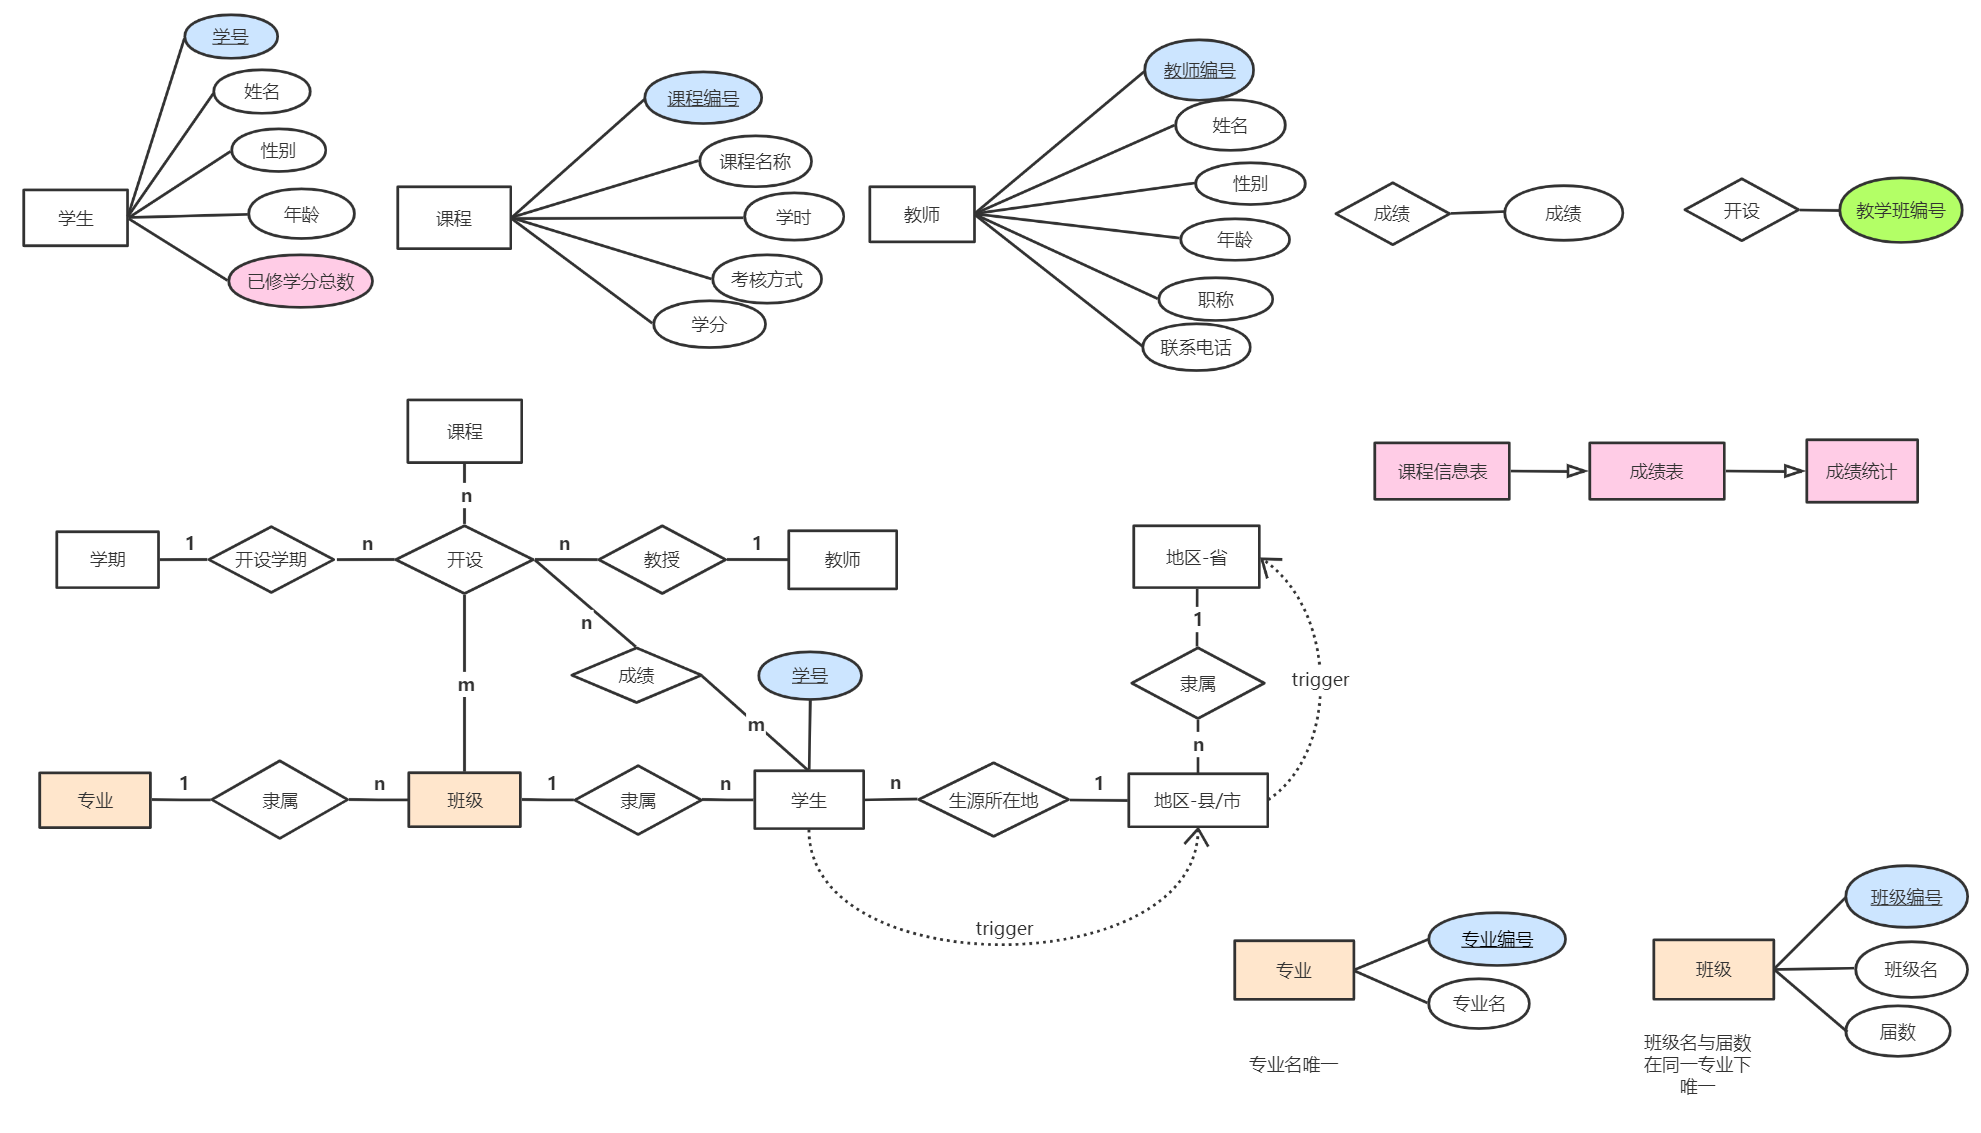 学号
姓名
性别
学生
年龄
已修学分总数
课程编号
课程名称
课程
学时
考核方式
学分
教师编号
姓名
性别
教师
年龄
职称
联系电话
成绩
成绩
开设
教学班编号
课程
n
学期
1
开设学期
n
开设
n
教授
1
教师
n
m
成绩
m
学号
专业
1
隶属
n
班级
1
隶属
n
学生
n
生源所在地
1
地区-县/市
地区-省
1
隶属
n
trigger
trigger
课程信息表
成绩表
成绩统计
专业
专业编号
专业名
专业名唯一
班级
班级编号
班级名
届数
班级名与届数
在同一专业下
唯一